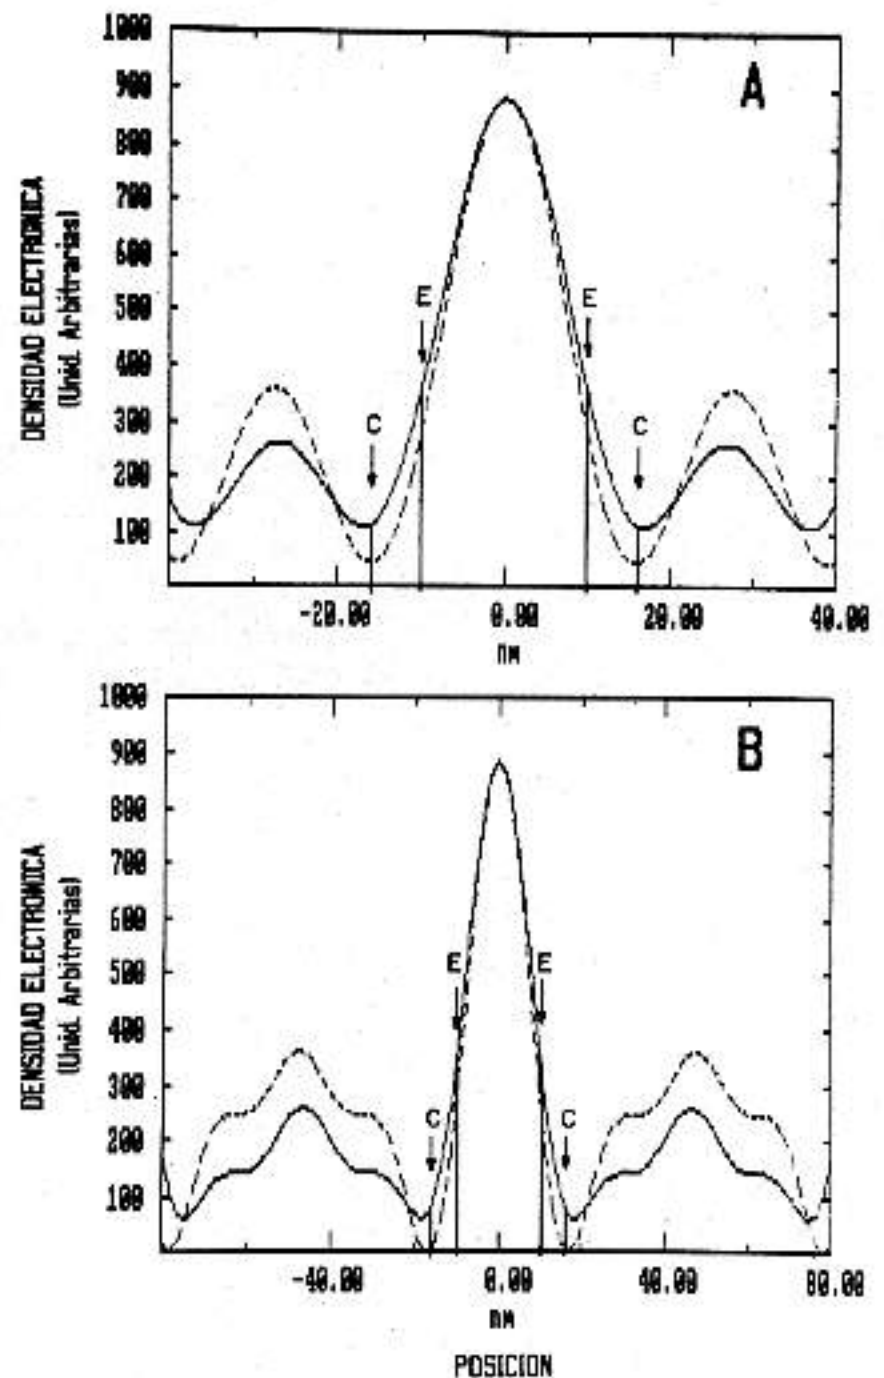 1000
A
900
800
700
600
500
400
300
200
100
DENSIDAD ELECTRONICA
(Unid. Arbitrarias)
E
E
C
C
-20.00 0.00 20.00 40.00
nm
1000
B
900
800
700
600
500
400
300
200
100
DENSIDAD ELECTRONICA
(Unid. Arbitrarias)
E
E
C
C
-40.00 0.00 40.00 80.00
nm
POSICION